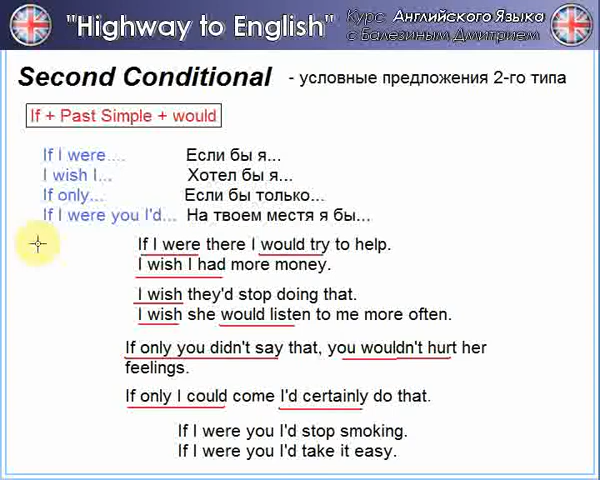 "Highway to English" Курс Английского Языка
с Балезиным Дмитрием
Second Conditional - условные предложения 2-го типа
If + Past Simple + would
If I were.... Если бы я...
I wish I... Хотел бы я...
If only... Если бы только...
If I were you I'd... На твоем местя я бы...
If I were there I would try to help.
I wish I had more money.
I wish they'd stop doing that.
I wish she would listen to me more often.
If only you didn't say that, you wouldn't hurt her
feelings.
If only I could come I'd certainly do that.
If I were you I'd stop smoking.
If I were you I'd take it easy.